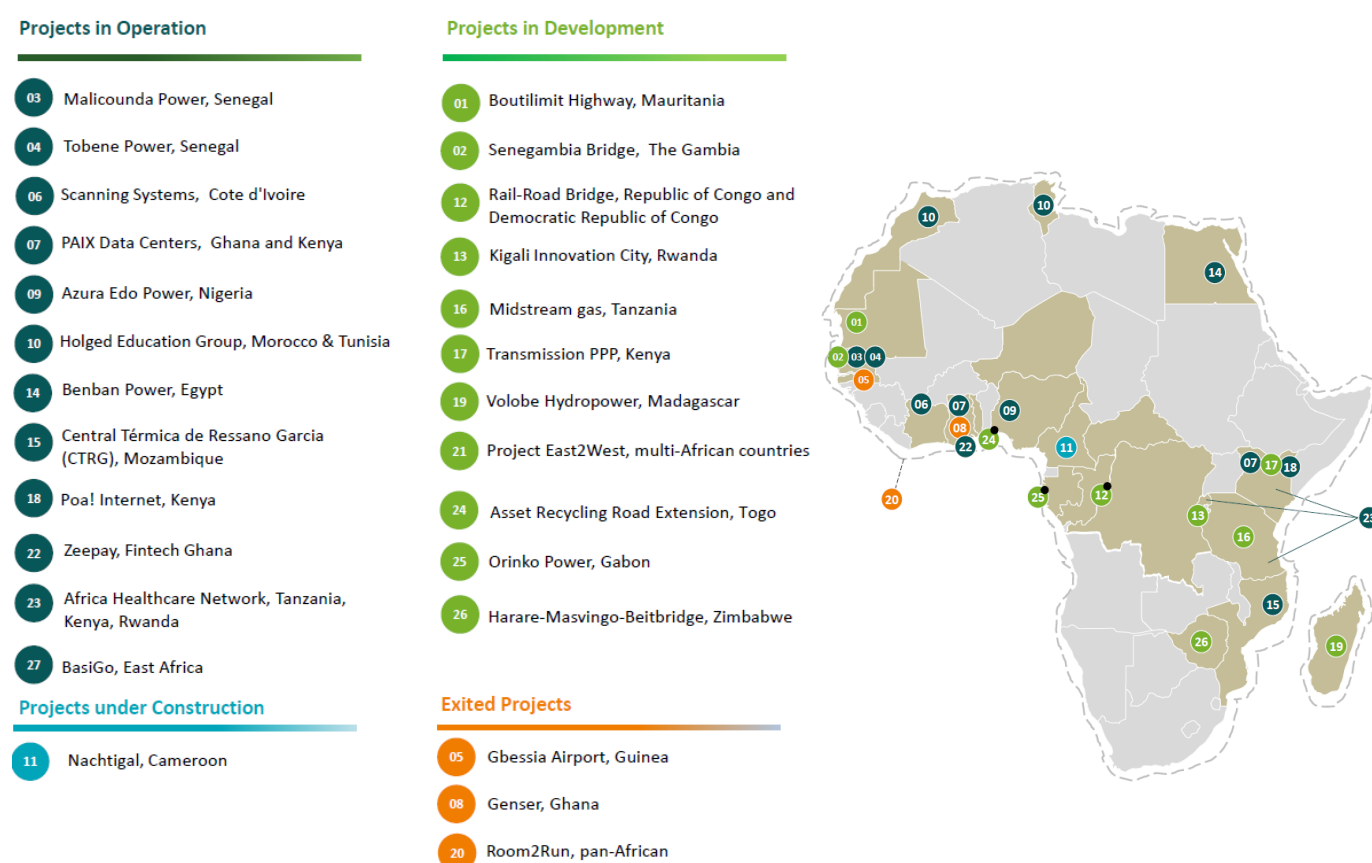 Projects in Operation
03 Malicounda Power, Senegal
04 Tobene Power, Senegal
06 Scanning Systems, Cote d'Ivoire
07 PAIX Data Centers, Ghana and Kenya
09 Azura Edo Power, Nigeria
10 Holged Education Group, Morocco & Tunisia
14 Benban Power, Egypt
15 Central Térmica de Ressano Garcia
(CTRG), Mozambique
18 Poa! Internet, Kenya
22 Zeepay, Fintech Ghana
23 Africa Healthcare Network, Tanzania,
Kenya, Rwanda
27 BasiGo, East Africa
Projects under Construction
11 Nachtigal, Cameroon
Projects in Development
01 Boutilimit Highway, Mauritania
02 Senegambia Bridge, The Gambia
12 Rail-Road Bridge, Republic of Congo and
Democratic Republic of Congo
13 Kigali Innovation City, Rwanda
16 Midstream gas, Tanzania
17 Transmission PPP, Kenya
19 Volobe Hydropower, Madagascar
21 Project East2West, multi-African countries
24 Asset Recycling Road Extension, Togo
25 Orinko Power, Gabon
26 Harare-Masvingo-Beitbridge, Zimbabwe
Exited Projects
05 Gbessia Airport, Guinea
08 Genser, Ghana
20 Room2Run, pan-African
10
10
14
01
02 03 04
05
06 07 09
08
22 24 11
07 17 18
20
25 12
13
23
16
15
26
19